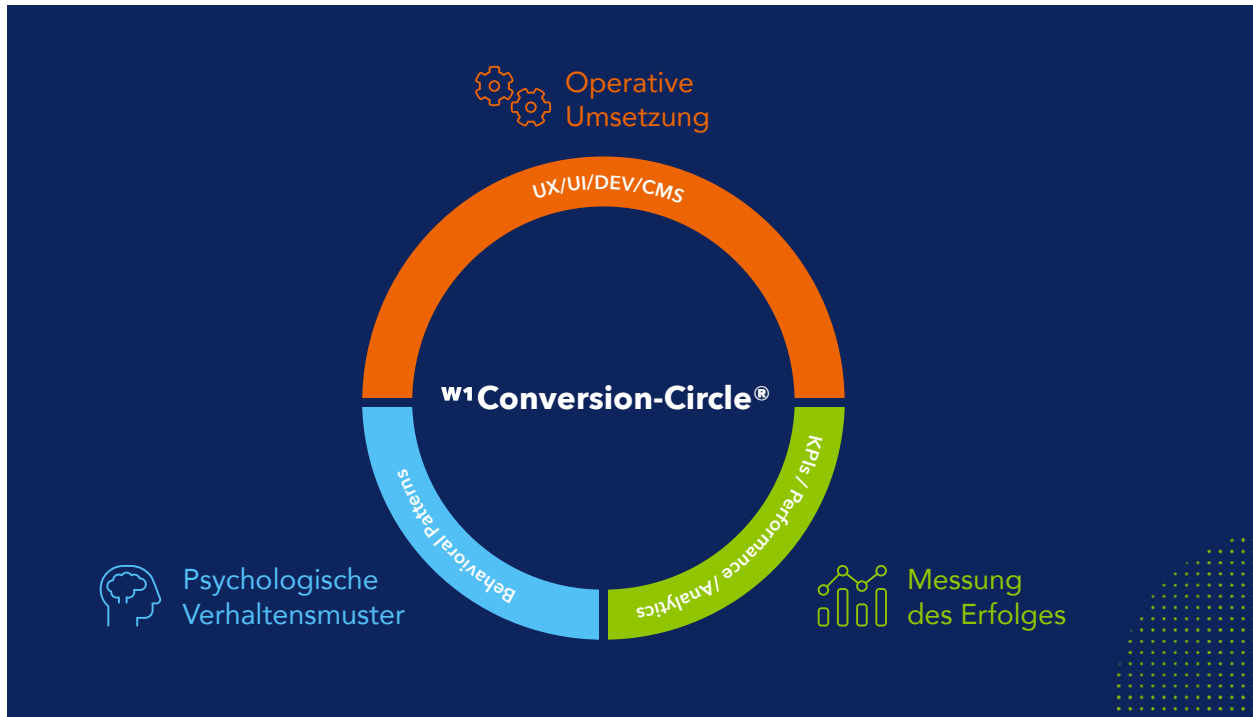 Operative
Umsetzung
UX/UI/DEV/CMS
W1 Conversion-Circle®
Behavioral Patterns
KPIs / Performance / Analytics
Psychologische
Verhaltensmuster
Messung
des Erfolges